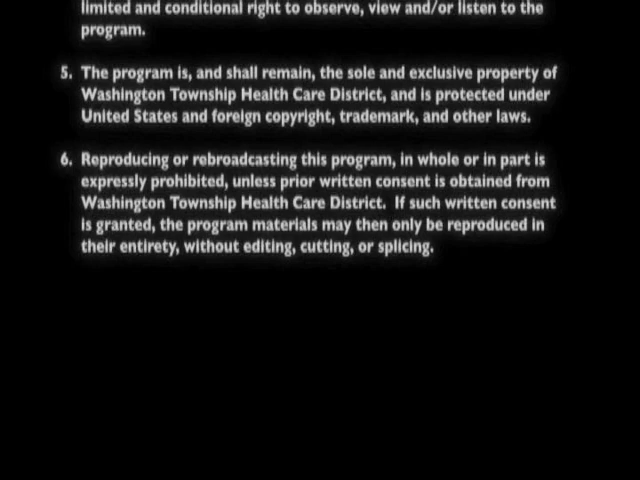 limited and conditional right to observe, view and/or listen to the
program.
5. The program is, and shall remain, the sole and exclusive property of
Washington Township Health Care District, and is protected under
United States and foreign copyright, trademark, and other laws.
6. Reproducing or rebroadcasting this program, in whole or in part is
expressly prohibited, unless prior written consent is obtained from
Washington Township Health Care District. If such written consent
is granted, the program materials may then only be reproduced in
their entirety, without editing, cutting, or splicing.